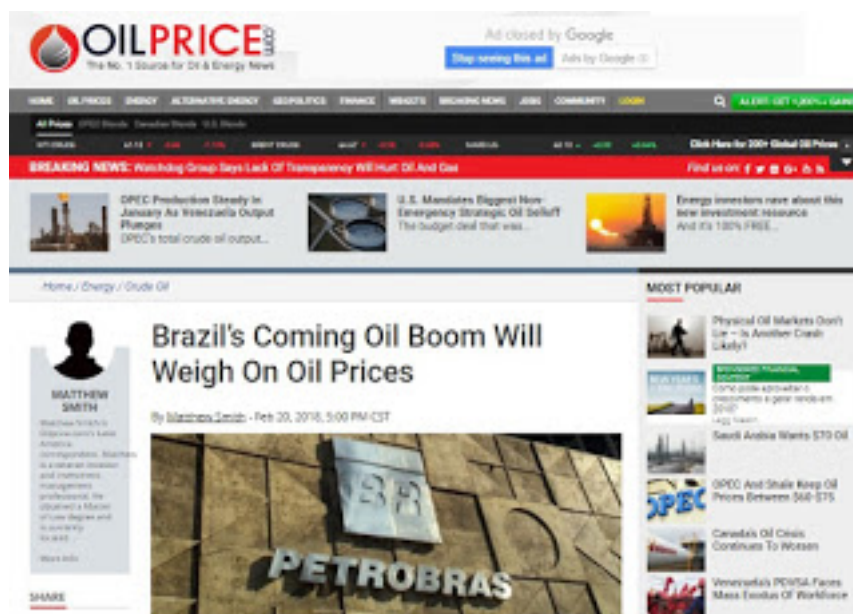 OILPRICE.com
The No. 1 Source for Oil & Energy News
Ad closed by Google
Stop seeing this ad
Ads by Google
HOME OIL PRICES ENERGY ALTERNATIVE ENERGY GEOPOLITICS FINANCE WIDGETS BREAKING NEWS JOBS COMMUNITY LOGIN
All Prices OPEC Blends Canadian Blends U.S. Blends
Click Here for 200+ Global Oil Prices
BREAKING NEWS: Watchdog Group Says Lack Of Transparency Will Hurt Oil And Gas
Find us on:
OPEC Production Steady In
January As Venezuela Output
Plunges
OPEC's total crude oil output...
U.S. Mandates Biggest Non-
Emergency Strategic Oil Selloff
The budget deal that was...
Energy investors rave about this
new investment resource
And it's 100% FREE...
Home / Energy / Crude Oil
MATTHEW
SMITH
More Info
SHARE
Brazil's Coming Oil Boom Will
Weigh On Oil Prices
By Matthew Smith - Feb 20, 2018, 5:00 PM CST
BR
PETROBRAS
MOST POPULAR
Physical Oil Markets Don't
Lie – Is Another Crash
Likely?
Saudi Arabia Wants $70 Oil
OPEC
OPEC And Shale Keep Oil
Prices Between $60-$75
Canada's Oil Crisis
Continues To Worsen
Venezuela's PDVSA Faces
Mass Exodus Of Workforce